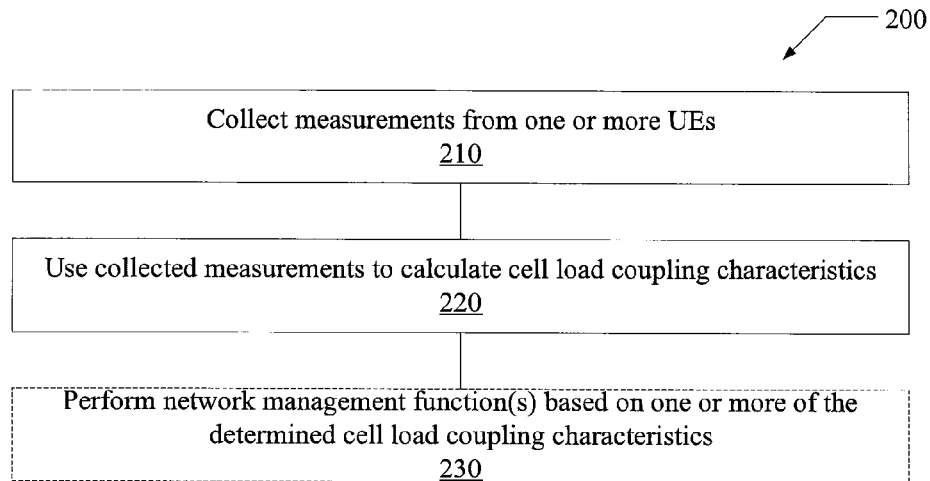 200
Collect measurements from one or more UEs
210
Use collected measurements to calculate cell load coupling characteristics
220
Perform network management function(s) based on one or more of the
determined cell load coupling characteristics
230